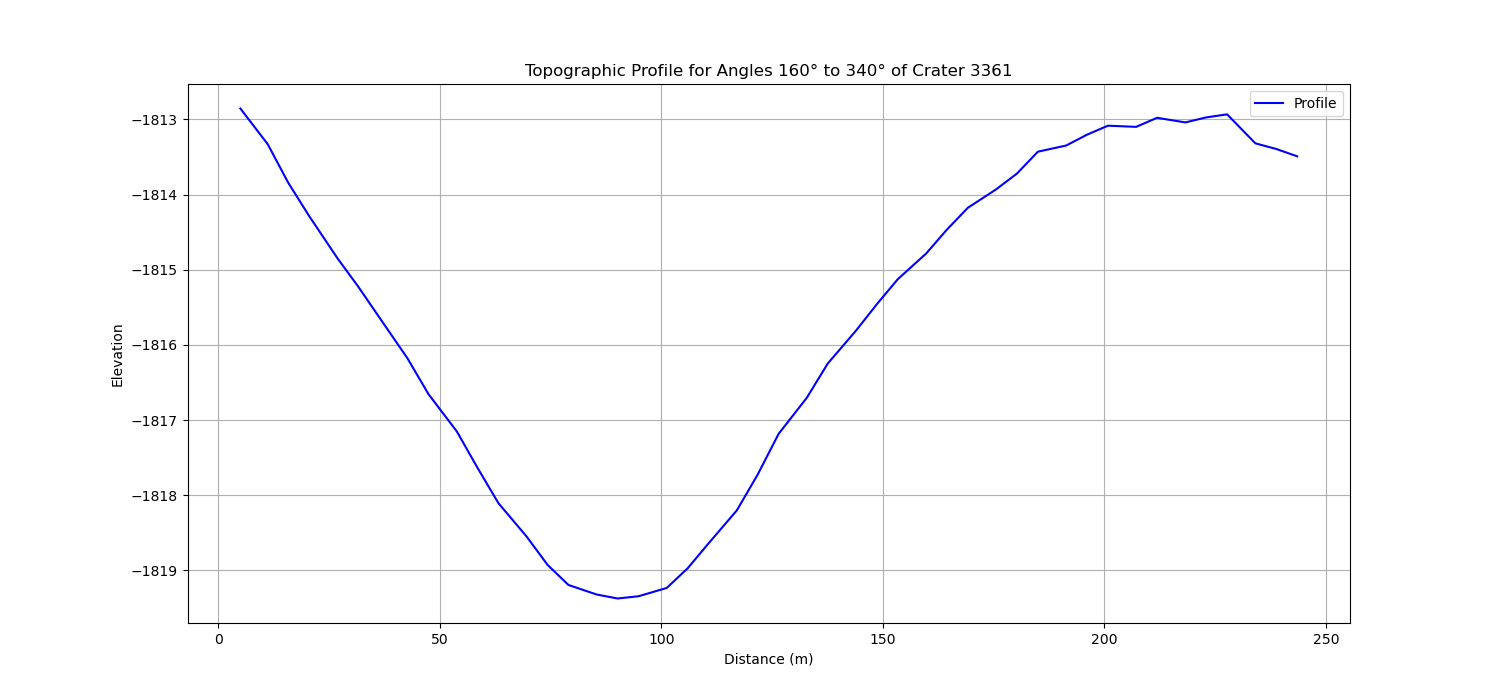 Topographic Profile for Angles 160° to 340° of Crater 3361
Profile
−1813
−1814
−1815
−1816
−1817
−1818
−1819
Elevation
0 50 100 150 200 250
Distance (m)